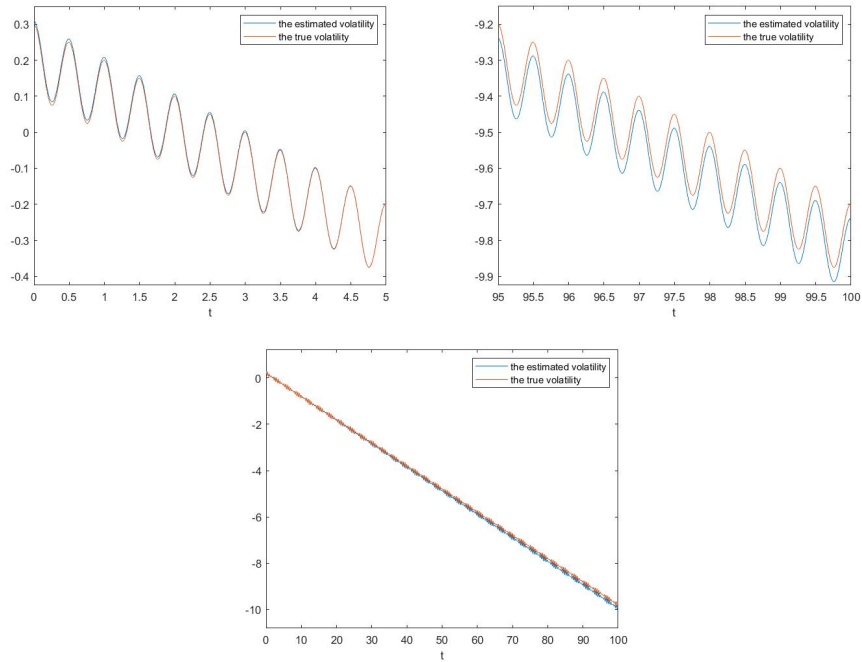 the estimated volatility
the true volatility
0.3
0.2
0.1
0
-0.1
-0.2
-0.3
-0.4
0 0.5 1 1.5 2 2.5 3 3.5 4 4.5 5
t
the estimated volatility
the true volatility
-9.2
-9.3
-9.4
-9.5
-9.6
-9.7
-9.8
-9.9
95 95.5 96 96.5 97 97.5 98 98.5 99 99.5 100
t
the estimated volatility
the true volatility
0
-2
-4
-6
-8
-10
0 10 20 30 40 50 60 70 80 90 100
t